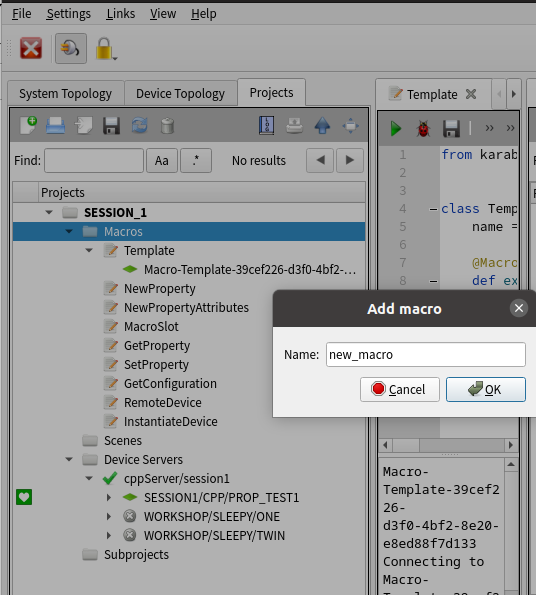 File Settings Links View Help
System Topology Device Topology Projects
Find: Aa .* No results
Projects
SESSION_1
Macros
Template
Macro-Template-39cef226-d3f0-4bf2-...
NewProperty
NewPropertyAttributes
MacroSlot
GetProperty
SetProperty
GetConfiguration
RemoteDevice
InstantiateDevice
Scenes
Device Servers
cppServer/session1
SESSION1/CPP/PROP_TEST1
WORKSHOP/SLEEPY/ONE
WORKSHOP/SLEEPY/TWIN
Subprojects
Template
» »
1 from karab
2
3
4 class Temp
5 name =
6
7 @Macro
8 def ex
Add macro
Name: new_macro
Cancel OK
Macro-
Template-39cef2
26-
d3f0-4bf2-8e20-
e8ed88f7d133
Connecting to
Macro-